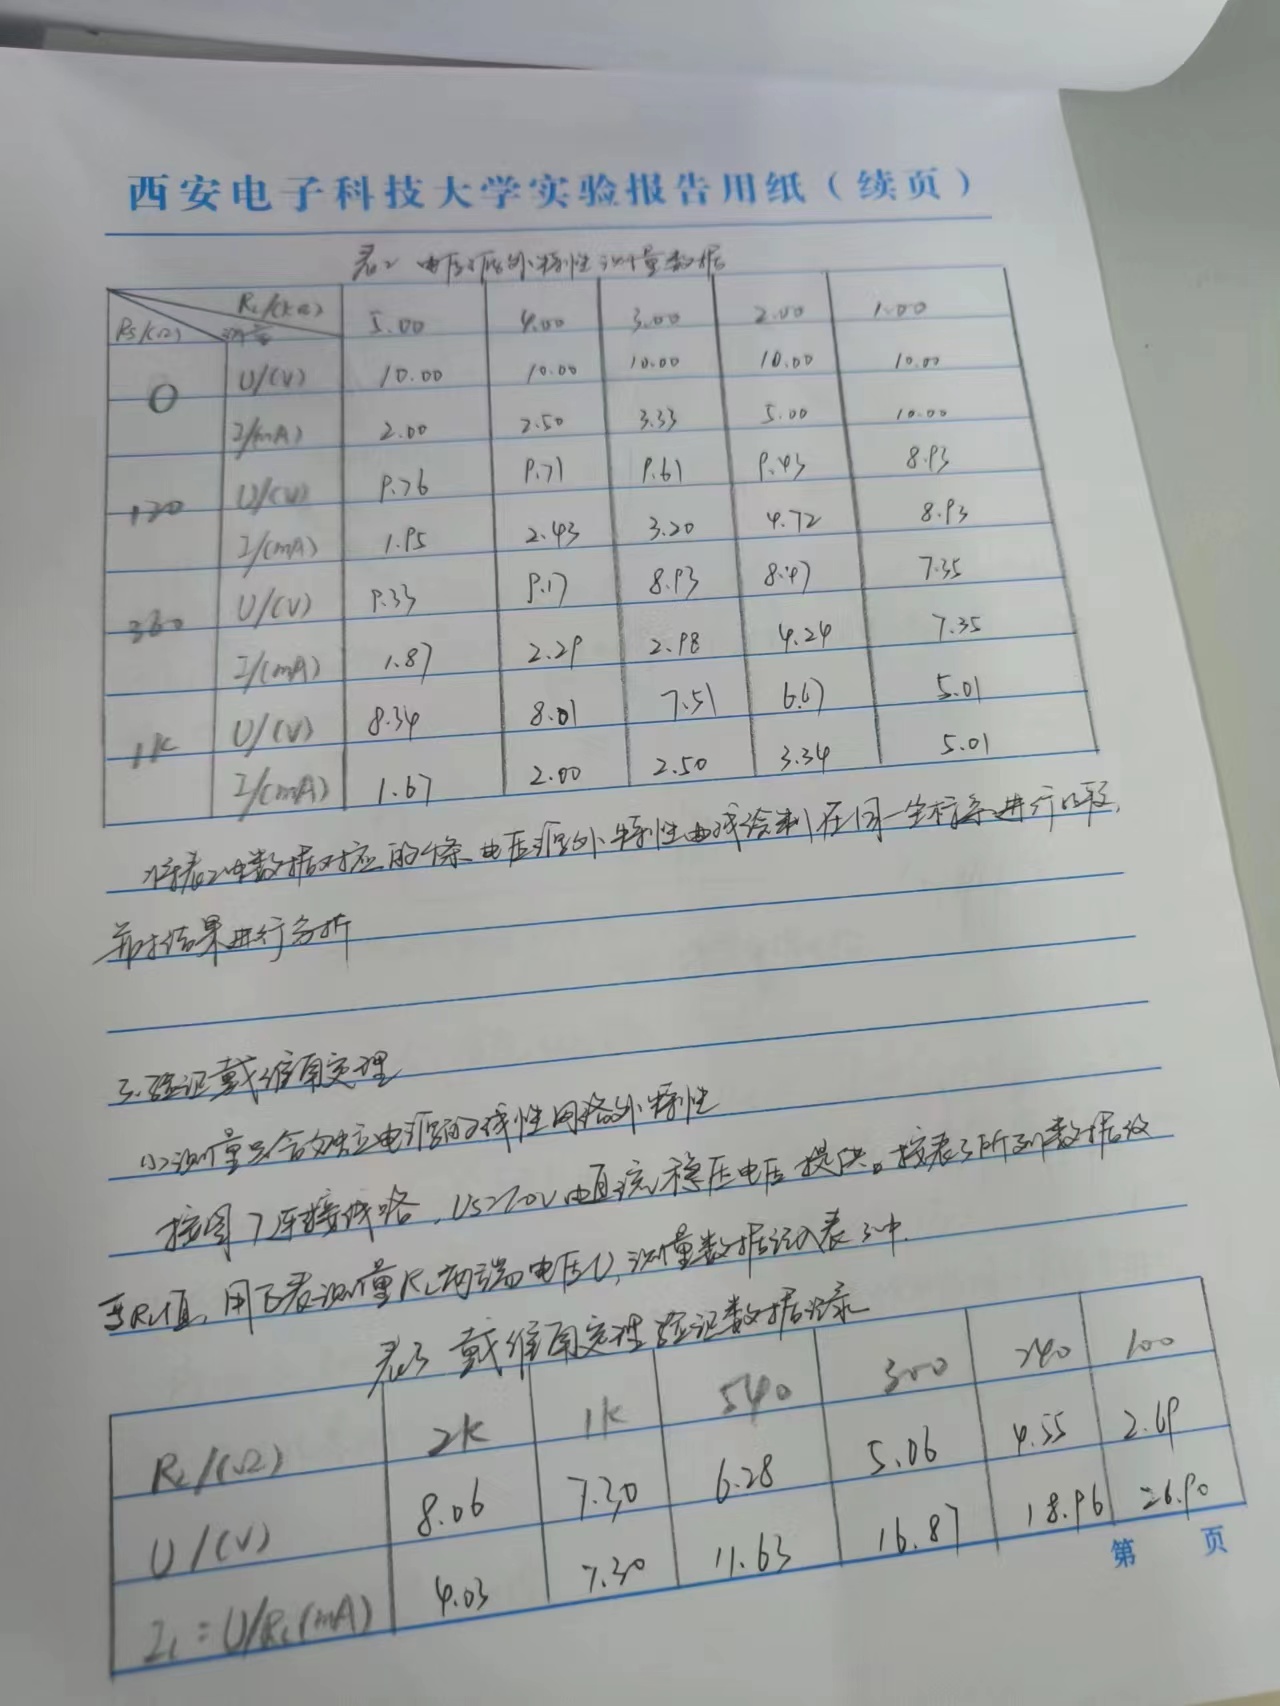 西安电子科技大学实验报告用纸（续页）
表2 电压源外特性测量数据
RL/(kΩ) 5.00 4.00 3.00 2.00 1.00
Rs/(Ω) 测量
0 U/(V) 10.00 10.00 10.00 10.00 10.00
I/(mA) 2.00 2.50 3.33 5.00 10.00
120 U/(V) 9.76 9.71 9.61 9.43 8.93
I/(mA) 1.95 2.43 3.20 4.72 8.93
360 U/(V) 9.33 9.17 8.93 8.47 7.35
I/(mA) 1.87 2.29 2.98 4.24 7.35
1K U/(V) 8.34 8.01 7.51 6.67 5.01
I/(mA) 1.67 2.00 2.50 3.34 5.01
将表2中数据对应的4条电压源外特性曲线绘制在同一坐标系进行比较，
并对结果进行分析
3.验证戴维南定理
(1)测量只含独立电源的线性网络外特性
按图7连接线路，Us=10V由直流稳压电压提供。按表3所列数据改
变RL值，用电压表测量RL两端电压U，测量数据记入表3中.
表3 戴维南定理验证数据记录
RL/(Ω) 2K 1K 540 300 240 100
U/(V) 8.06 7.30 6.28 5.06 4.55 2.69
IL=U/RL(mA) 4.03 7.30 11.63 16.87 18.96 26.90
第 页